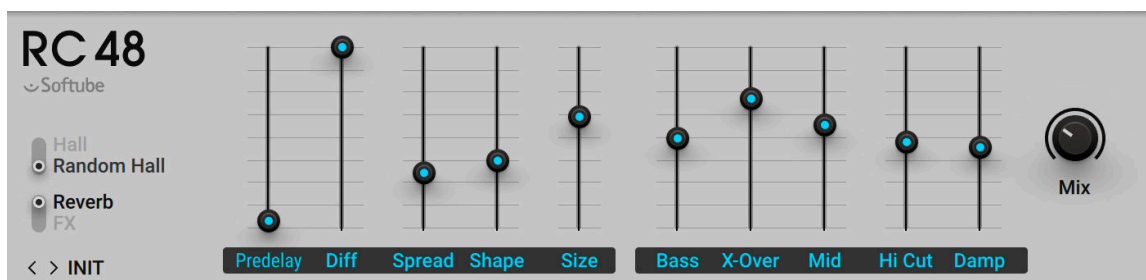 RC 48
Softube
Hall
Random Hall
Reverb
FX
< > INIT
Predelay Diff Spread Shape Size Bass X-Over Mid Hi Cut Damp
Mix